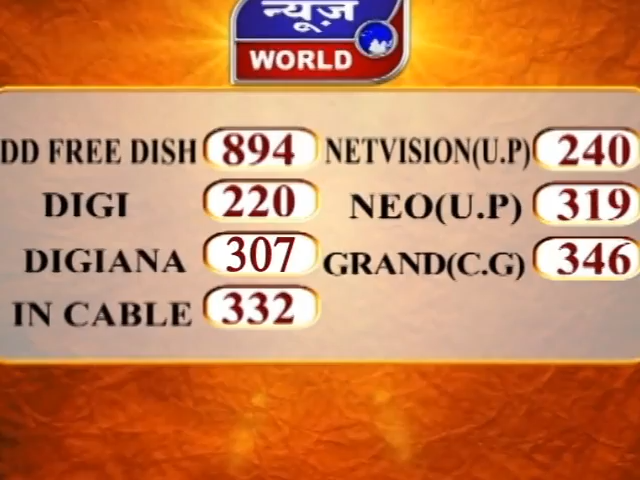 न्यूज़
WORLD
DD FREE DISH 894 NETVISION(U.P) 240
DIGI 220 NEO(U.P) 319
DIGIANA 307 GRAND(C.G) 346
IN CABLE 332